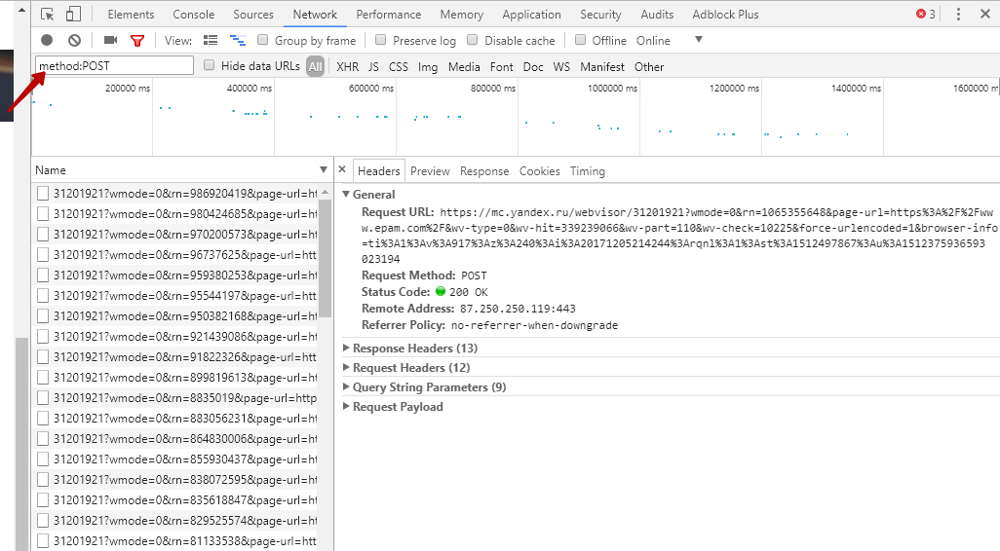 Elements Console Sources Network Performance Memory Application Security Audits Adblock Plus 3
View: Group by frame Preserve log Disable cache Offline Online
method:POST Hide data URLs All XHR JS CSS Img Media Font Doc WS Manifest Other
200000 ms 400000 ms 600000 ms 800000 ms 1000000 ms 1200000 ms 1400000 ms 1600000 m
Name
31201921?wmode=0&rn=986920419&page-url=ht
31201921?wmode=0&rn=980424685&page-url=ht
31201921?wmode=0&rn=970200573&page-url=ht
31201921?wmode=0&rn=96737625&page-url=htt
31201921?wmode=0&rn=959380253&page-url=ht
31201921?wmode=0&rn=95544197&page-url=htt
31201921?wmode=0&rn=950382168&page-url=ht
31201921?wmode=0&rn=921439086&page-url=ht
31201921?wmode=0&rn=91822326&page-url=htt
31201921?wmode=0&rn=899819613&page-url=ht
31201921?wmode=0&rn=8835019&page-url=http
31201921?wmode=0&rn=883056231&page-url=ht
31201921?wmode=0&rn=864830006&page-url=ht
31201921?wmode=0&rn=855930437&page-url=ht
31201921?wmode=0&rn=838072595&page-url=ht
31201921?wmode=0&rn=835618847&page-url=ht
31201921?wmode=0&rn=829525574&page-url=ht
31201921?wmode=0&rn=81133538&page-url=htt
Headers Preview Response Cookies Timing
General
Request URL: https://mc.yandex.ru/webvisor/31201921?wmode=0&rn=1065355648&page-url=https%3A%2F%2Fww
w.epam.com%2F&wv-type=0&wv-hit=339239066&wv-part=110&wv-check=10225&force-urlencoded=1&browser-info
=ti%3A1%3Av%3A917%3Az%3A240%3Ai%3A20171205214244%3Arqnl%3A1%3Ast%3A1512497867%3Au%3A1512375936593
023194
Request Method: POST
Status Code: 200 OK
Remote Address: 87.250.250.119:443
Referrer Policy: no-referrer-when-downgrade
Response Headers (13)
Request Headers (12)
Query String Parameters (9)
Request Payload